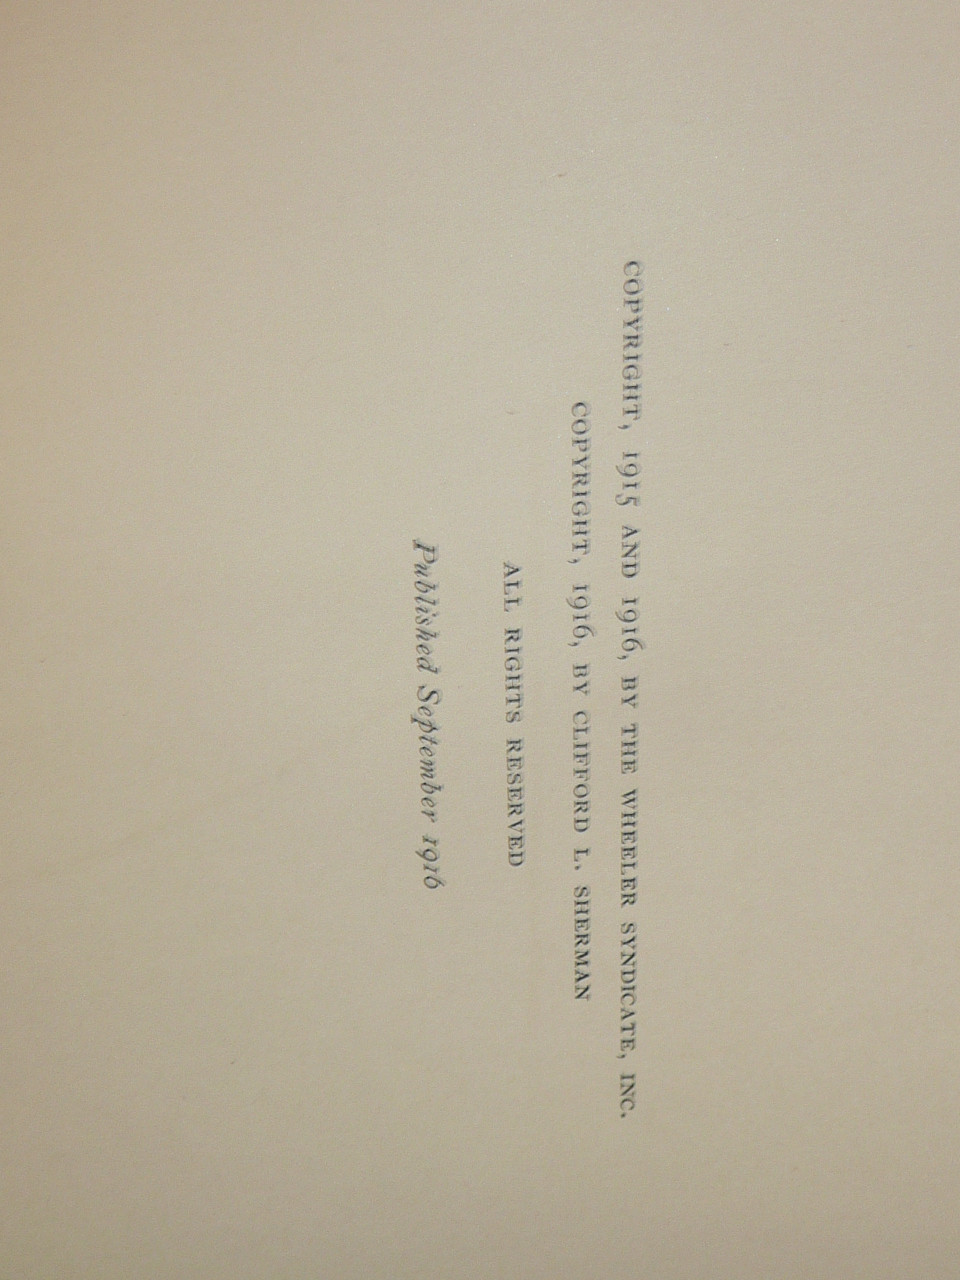 COPYRIGHT, 1915 AND 1916, BY THE WHEELER SYNDICATE, INC.
COPYRIGHT, 1916, BY CLIFFORD L. SHERMAN
ALL RIGHTS RESERVED
Published September 1916